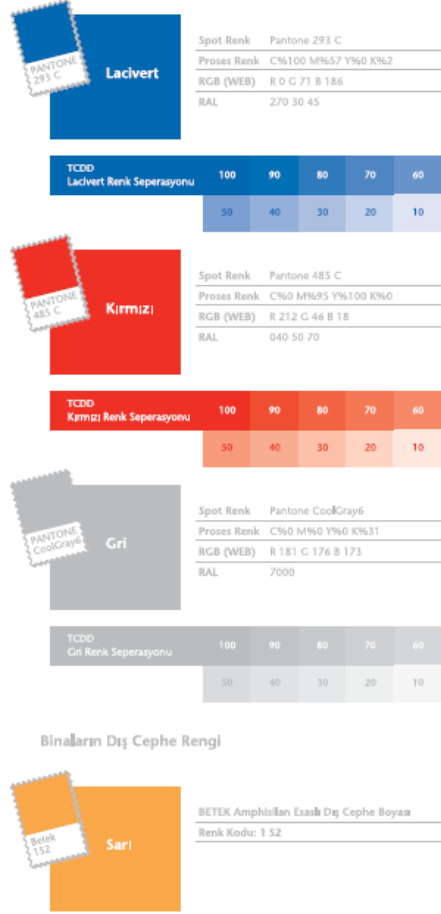 PANTONE
293 C
Lacivert
Spot Renk Pantone 293 C
Proses Renk C%100 M%57 Y%0 K%2
RGB (WEB) R 0 G 71 B 186
RAL 270 30 45
TCDD
Lacivert Renk Seperasyonu
100 90 80 70 60
50 40 30 20 10
PANTONE
485 C
Kırmızı
Spot Renk Pantone 485 C
Proses Renk C%0 M%95 Y%100 K%0
RGB (WEB) R 212 G 46 B 18
RAL 040 50 70
TCDD
Kırmızı Renk Seperasyonu
100 90 80 70 60
50 40 30 20 10
PANTONE
CoolGray6
Gri
Spot Renk Pantone CoolGray6
Proses Renk C%0 M%0 Y%0 K%31
RGB (WEB) R 181 G 176 B 173
RAL 7000
TCDD
Gri Renk Seperasyonu
100 90 80 70 60
50 40 30 20 10
Binaların Dış Cephe Rengi
Betek
152
Sarı
BETEK Amphisilan Esaslı Dış Cephe Boyası
Renk Kodu: 1 52